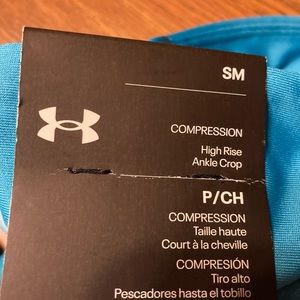 SM
COMPRESSION
High Rise
Ankle Crop
P/CH
COMPRESSION
Taille haute
Court à la cheville
COMPRESIÓN
Tiro alto
Pescadores hasta el tobillo